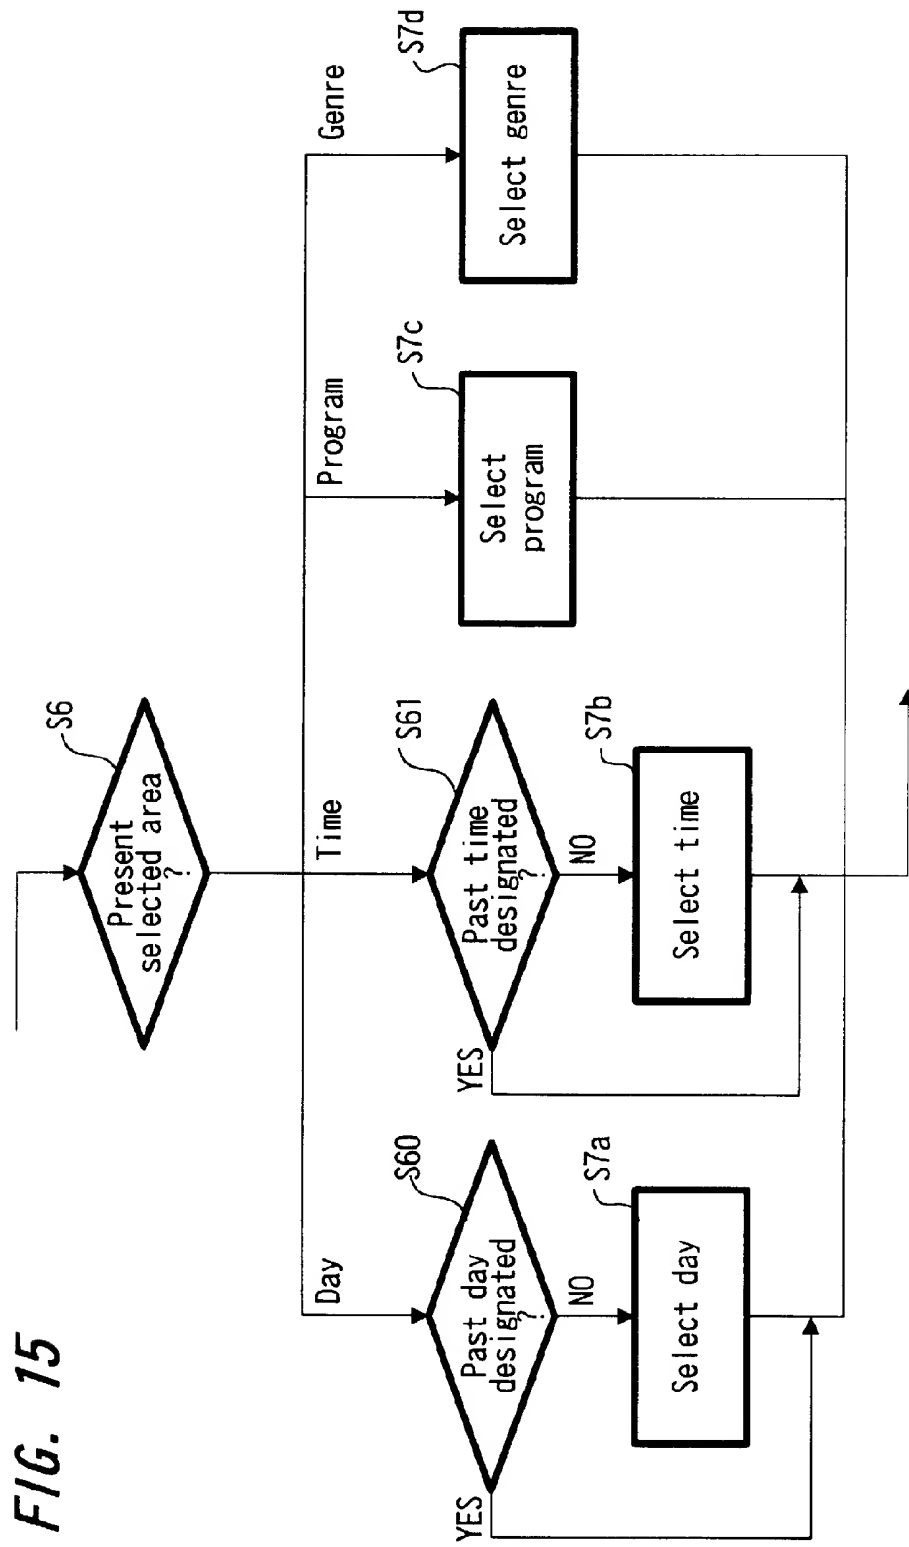 FIG. 15
S6
Present
selected area
?
Day
Time
Program
Genre
S60
Past day
designated
?
YES
NO
S61
Past time
designated
?
YES
NO
S7a
Select day
S7b
Select time
S7c
Select
program
S7d
Select genre